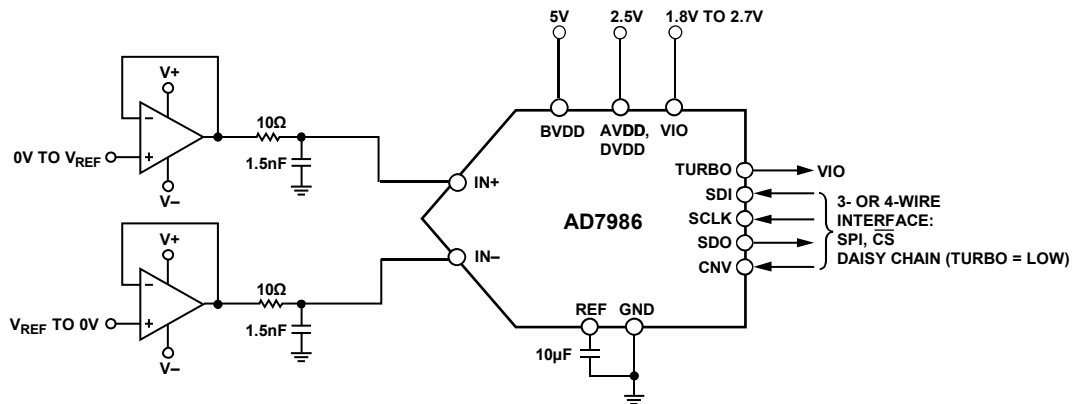 5V
2.5V
1.8V TO 2.7V
BVDD
AVDD,
DVDD
VIO
V+
−
+
0V TO VREF
V−
10Ω
1.5nF
IN+
V+
−
+
VREF TO 0V
V−
10Ω
1.5nF
IN−
AD7986
TURBO
VIO
SDI
SCLK
SDO
CNV
3- OR 4-WIRE
INTERFACE:
SPI, CS
DAISY CHAIN (TURBO = LOW)
REF
GND
10µF